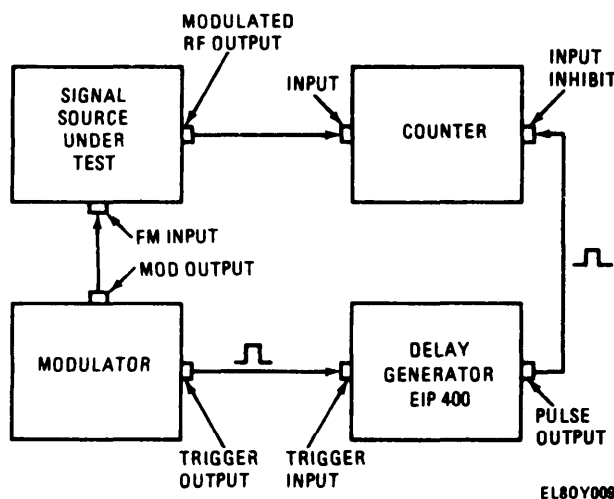 MODULATED
RF OUTPUT
INPUT
INPUT
INHIBIT
SIGNAL
SOURCE
UNDER
TEST
COUNTER
FM INPUT
MOD OUTPUT
MODULATOR
DELAY
GENERATOR
EIP 400
TRIGGER
OUTPUT
TRIGGER
INPUT
PULSE
OUTPUT
EL8OY009